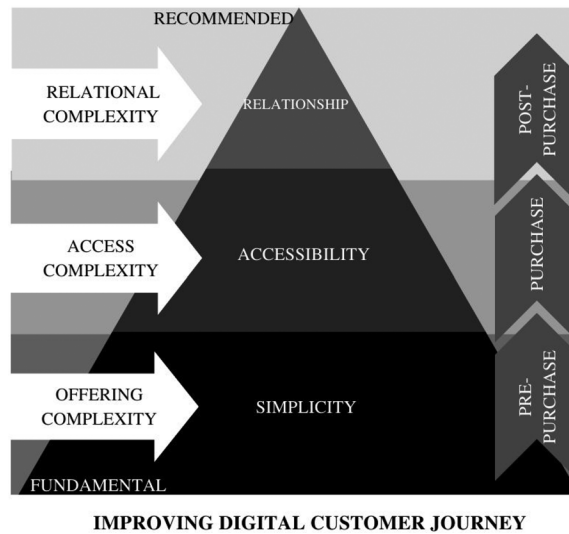 RECOMMENDED
RELATIONAL
COMPLEXITY
RELATIONSHIP
POST-
PURCHASE
ACCESS
COMPLEXITY
ACCESSIBILITY
PURCHASE
OFFERING
COMPLEXITY
SIMPLICITY
PRE-
PURCHASE
FUNDAMENTAL
IMPROVING DIGITAL CUSTOMER JOURNEY